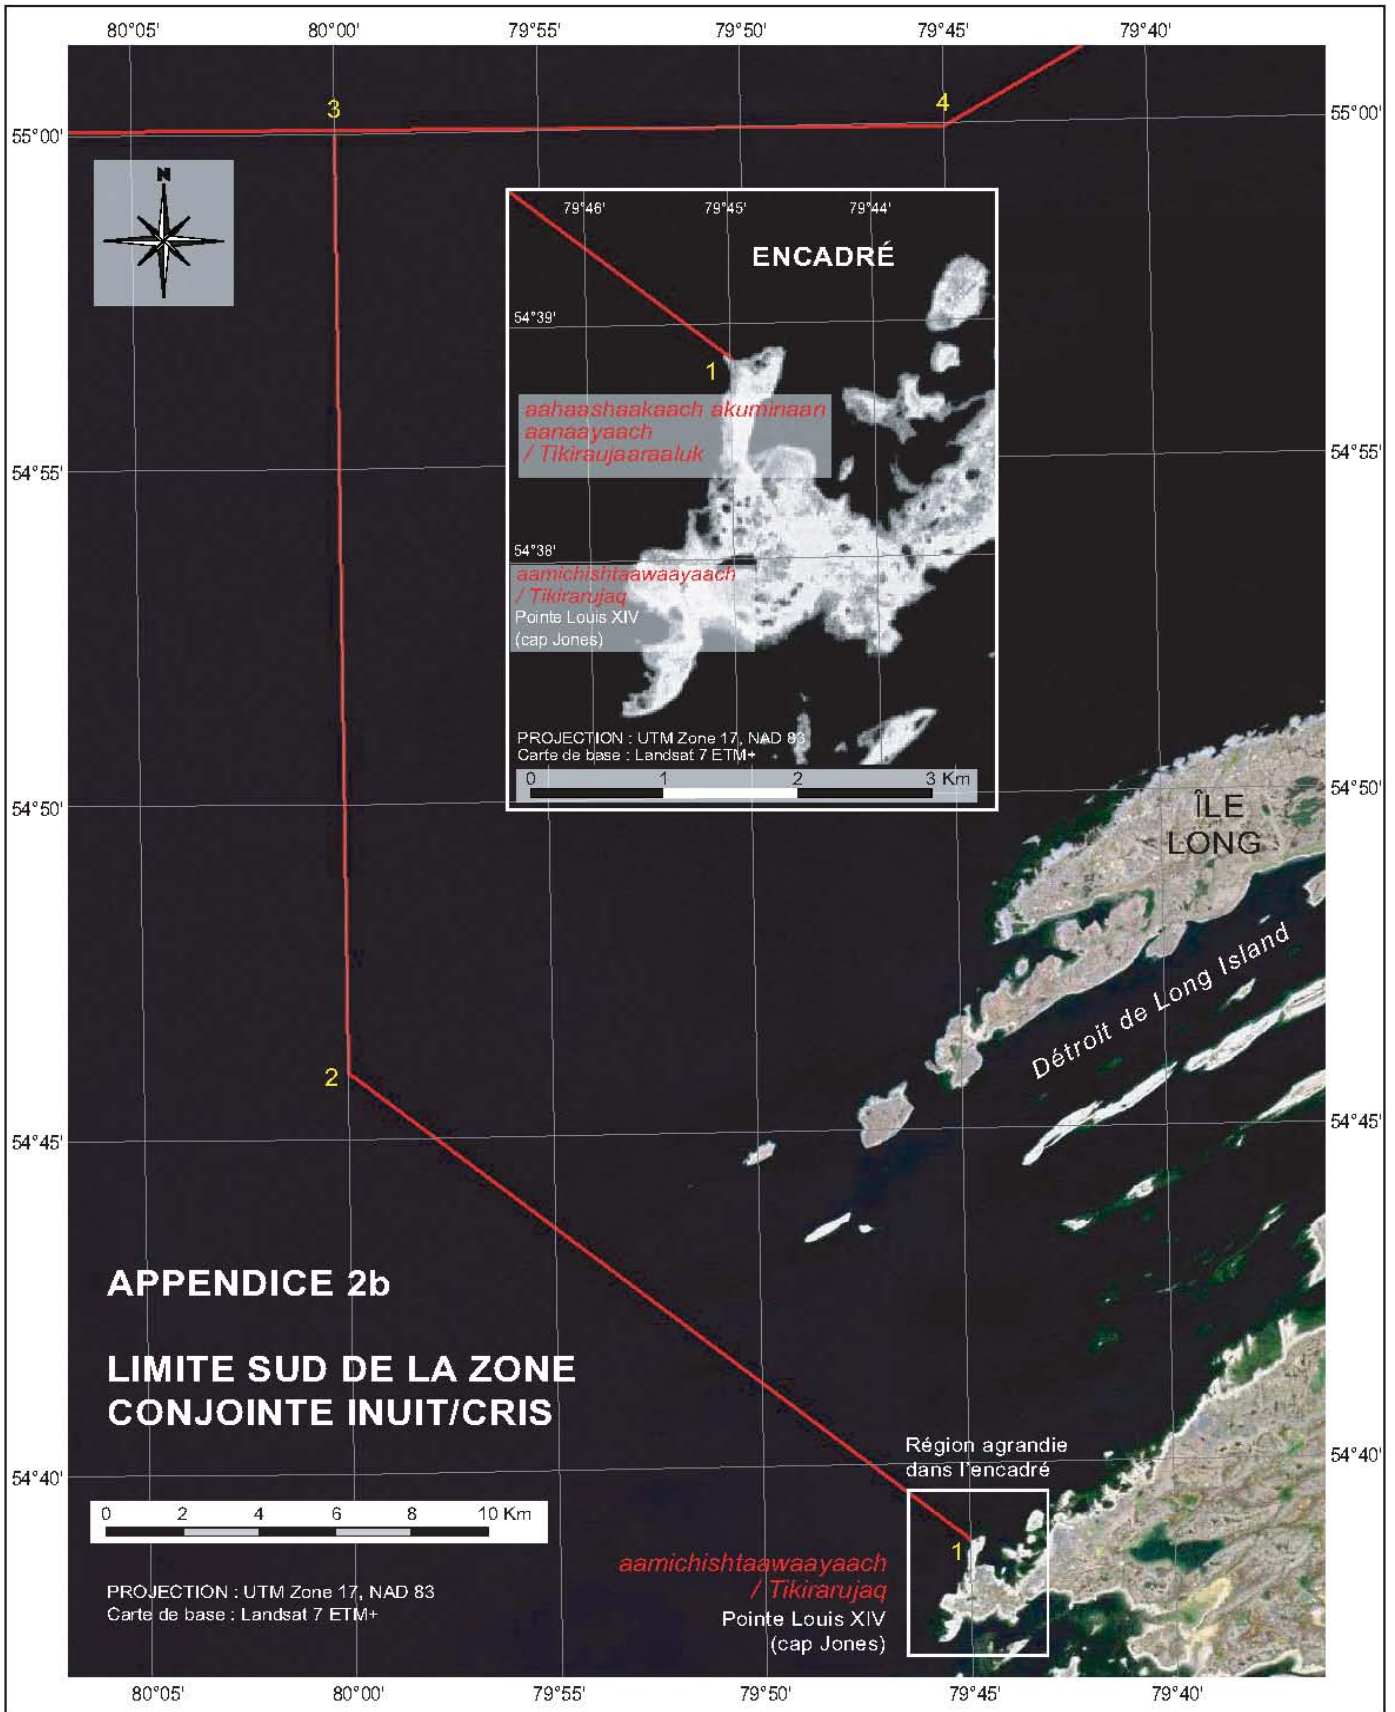 80°05' 80°00' 79°55' 79°50' 79°45' 79°40'
3
4
55°00'
55°00'
N
79°46' 79°45' 79°44'
ENCADRÉ
54°39'
1
aahaashaakaach akuminaan
aanaayaach
/ Tikiraujaaraaluk
54°38'
aamichishtaawaayaach
/ Tikirarujaq
Pointe Louis XIV
(cap Jones)
PROJECTION : UTM Zone 17, NAD 83
Carte de base : Landsat 7 ETM+
0 1 2 3 Km
54°55'
54°55'
54°50'
54°50'
ÎLE
LONG
Détroit de Long Island
2
54°45'
54°45'
APPENDICE 2b
LIMITE SUD DE LA ZONE
CONJOINTE INUIT/CRIS
Région agrandie
dans l'encadré
54°40'
54°40'
0 2 4 6 8 10 Km
1
aamichishtaawaayaach
/ Tikirarujaq
Pointe Louis XIV
(cap Jones)
PROJECTION : UTM Zone 17, NAD 83
Carte de base : Landsat 7 ETM+
80°05' 80°00' 79°55' 79°50' 79°45' 79°40'